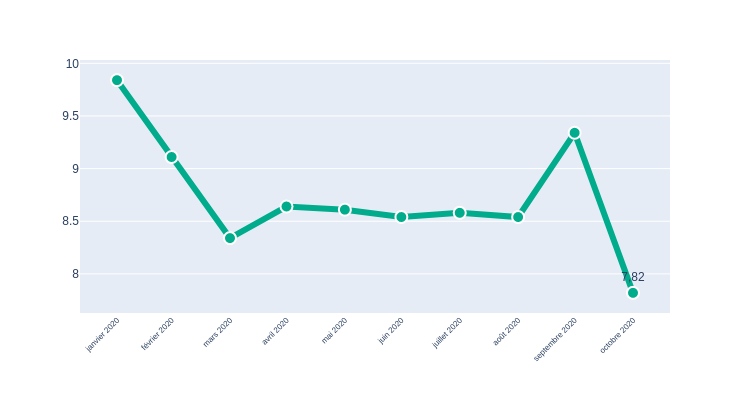 10
9.5
9
8.5
8
7.82
janvier 2020
février 2020
mars 2020
avril 2020
mai 2020
juin 2020
juillet 2020
août 2020
septembre 2020
octobre 2020